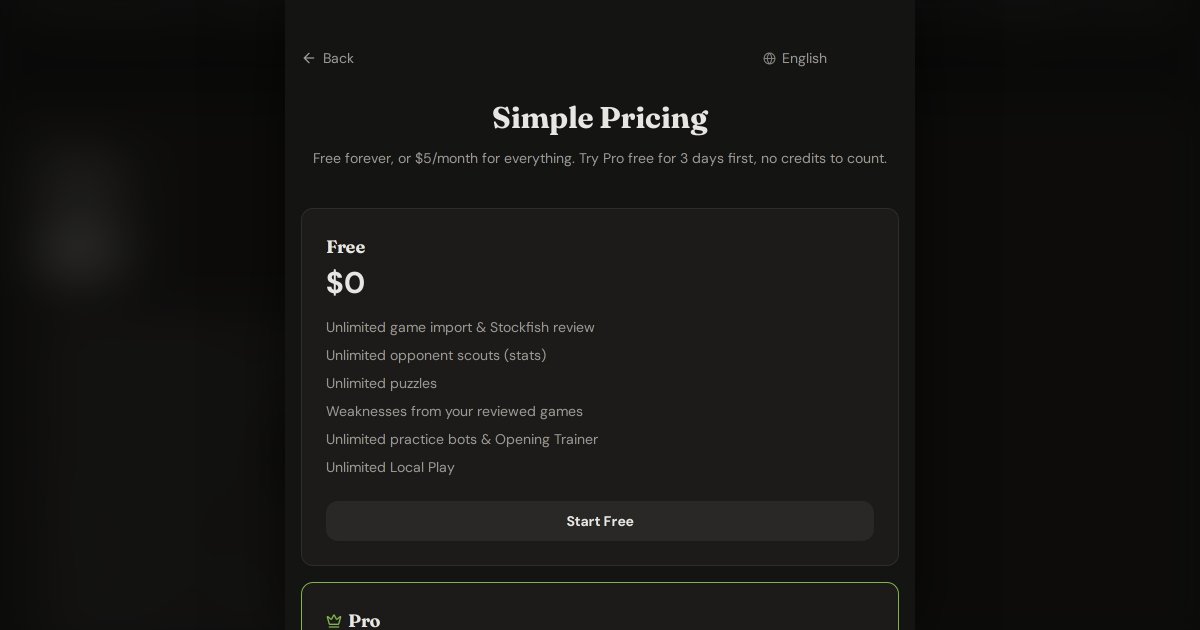 Back
English
Simple Pricing
Free forever, or $5/month for everything. Try Pro free for 3 days first, no credits to count.
Free
$0
Unlimited game import & Stockfish review
Unlimited opponent scouts (stats)
Unlimited puzzles
Weaknesses from your reviewed games
Unlimited practice bots & Opening Trainer
Unlimited Local Play
Start Free
Pro